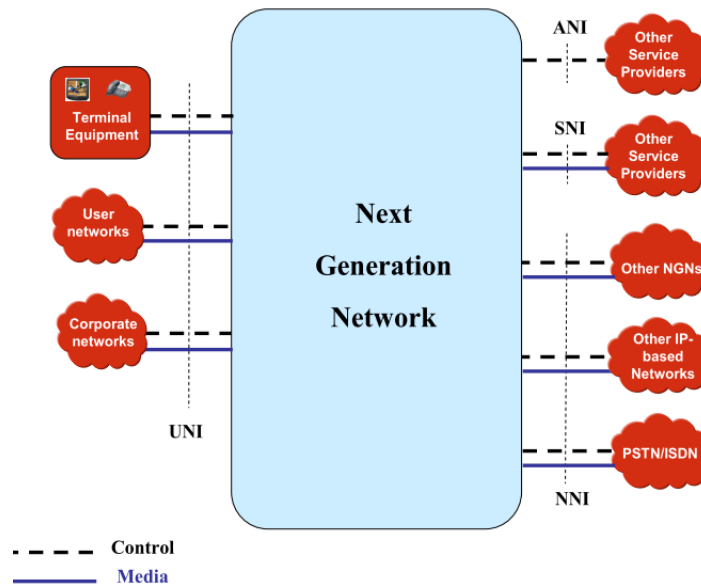 ANI
Other
Service
Providers
Terminal
Equipment
SNI
Other
Service
Providers
User
networks
Next
Generation
Network
Other NGNs
Corporate
networks
Other IP-
based
Networks
UNI
PSTN/ISDN
NNI
Control
Media